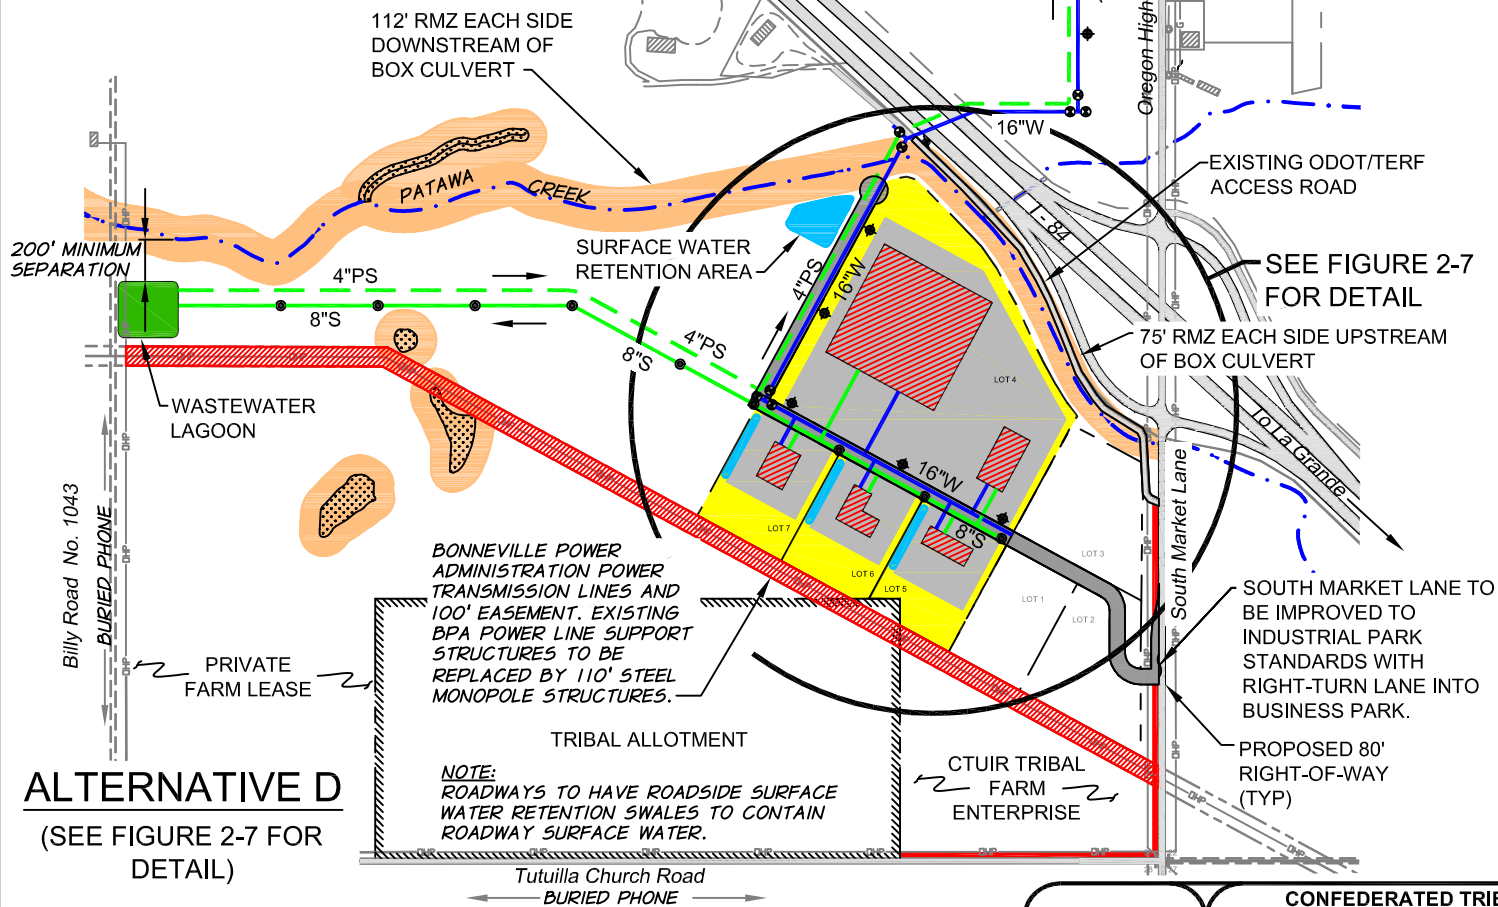 112' RMZ EACH SIDE
DOWNSTREAM OF
BOX CULVERT
Oregon High
16"W
EXISTING ODOT/TERF
ACCESS ROAD
PATAWA
CREEK
I - 84
200' MINIMUM
SEPARATION
SURFACE WATER
RETENTION AREA
4"PS
8"S
4"PS
16"W
4"PS
8"S
SEE FIGURE 2-7
FOR DETAIL
75' RMZ EACH SIDE UPSTREAM
OF BOX CULVERT
LOT 4
WASTEWATER
LAGOON
To La Grande
16"W
8"S
LOT 7
LOT 6
LOT 5
LOT 3
LOT 1
LOT 2
Billy Road No. 1043
BURIED PHONE
OHP
South Market Lane
BONNEVILLE POWER
ADMINISTRATION POWER
TRANSMISSION LINES AND
100' EASEMENT. EXISTING
BPA POWER LINE SUPPORT
STRUCTURES TO BE
REPLACED BY 110' STEEL
MONOPOLE STRUCTURES.
SOUTH MARKET LANE TO
BE IMPROVED TO
INDUSTRIAL PARK
STANDARDS WITH
RIGHT-TURN LANE INTO
BUSINESS PARK.
PRIVATE
FARM LEASE
TRIBAL ALLOTMENT
NOTE:
ROADWAYS TO HAVE ROADSIDE SURFACE
WATER RETENTION SWALES TO CONTAIN
ROADWAY SURFACE WATER.
CTUIR TRIBAL
FARM
ENTERPRISE
PROPOSED 80'
RIGHT-OF-WAY
(TYP)
ALTERNATIVE D
(SEE FIGURE 2-7 FOR
DETAIL)
Tutuilla Church Road
BURIED PHONE
CONFEDERATED TRIB